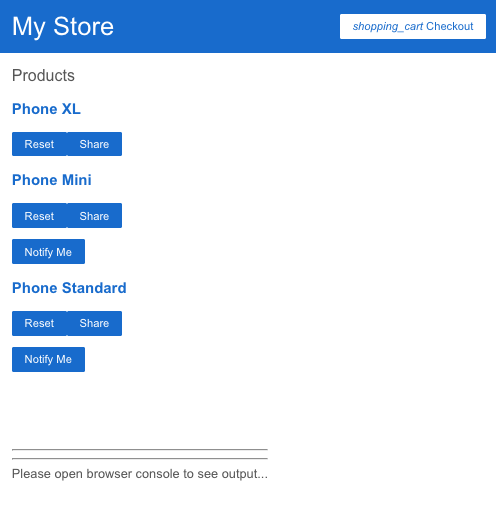 My Store
shopping_cart Checkout
Products
Phone XL
Reset Share
Phone Mini
Reset Share
Notify Me
Phone Standard
Reset Share
Notify Me
Please open browser console to see output...